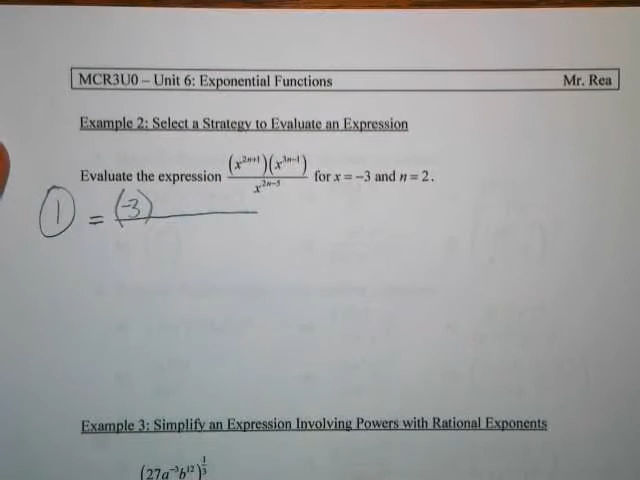 MCR3U0 – Unit 6: Exponential Functions Mr. Rea
Example 2: Select a Strategy to Evaluate an Expression
Evaluate the expression (x^{2n+1})(x^{3n−1}) / x^{2n−5} for x = −3 and n = 2.
① = (−3)
Example 3: Simplify an Expression Involving Powers with Rational Exponents
(27a^{−3}b^{12})^{1/3}